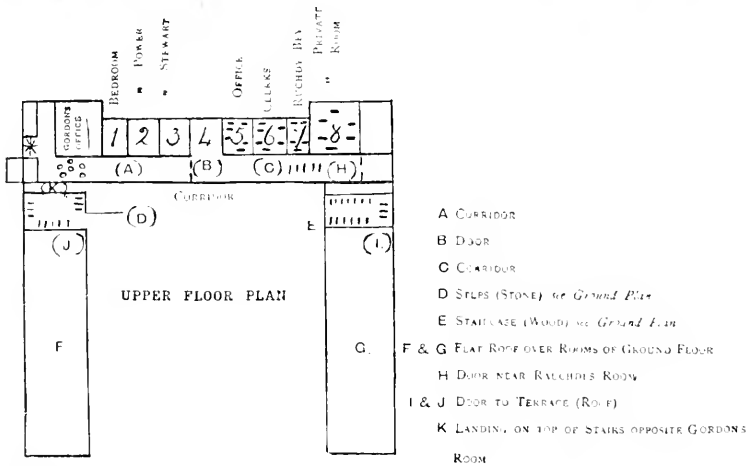 BEDROOM
" POWER
" STEWART
OFFICE
CLERKS
RUCHDY BEY
PRIVATE
" ROOM
GORDON'S
OFFICE
1 2 3 4 5 6 7 8
(A) (B) (C) (H)
(K)
CORRIDOR
(D)
E
(J) (I)
UPPER FLOOR PLAN
F G.
A CORRIDOR
B DOOR
C CORRIDOR
D STEPS (STONE) see Ground Plan
E STAIRCASE (WOOD) see Ground Plan
F & G FLAT ROOF OVER ROOMS OF GROUND FLOOR
H DOOR NEAR ROOM
I & J DOOR TO TERRACE (ROOF)
K LANDING ON TOP OF STAIRS OPPOSITE GORDONS
ROOM